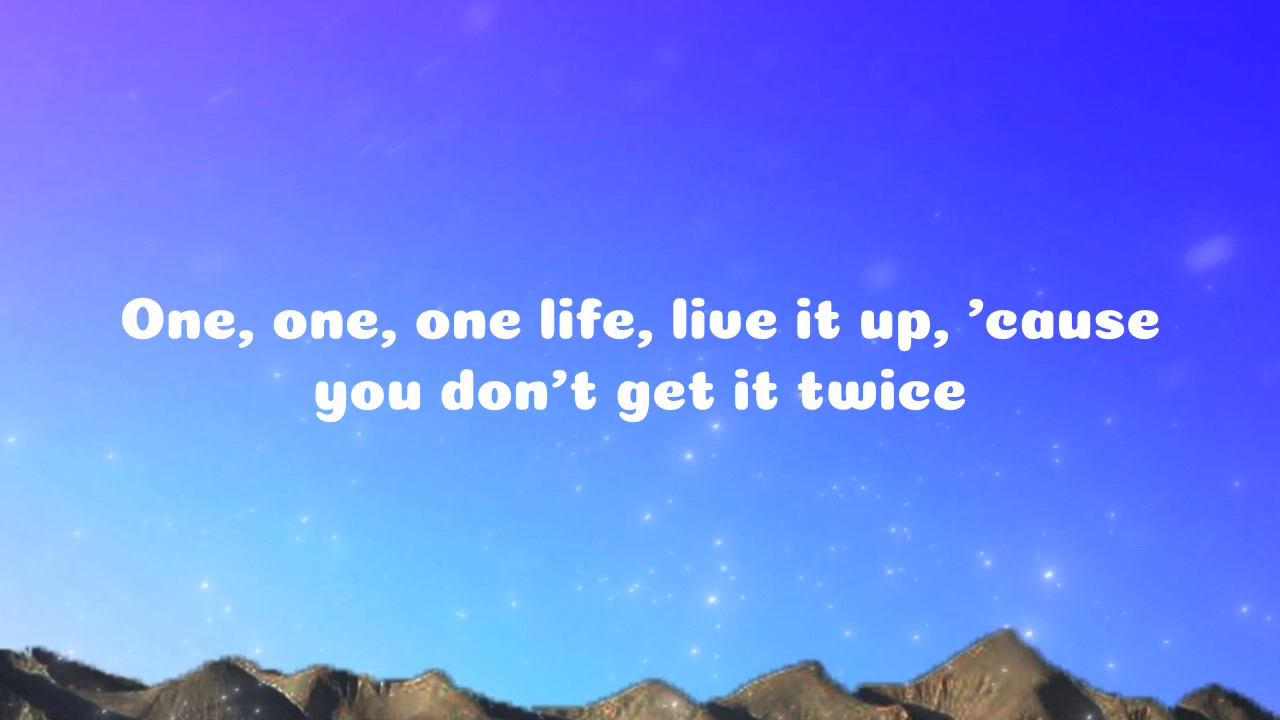 One, one, one life, live it up, ’cause
you don’t get it twice